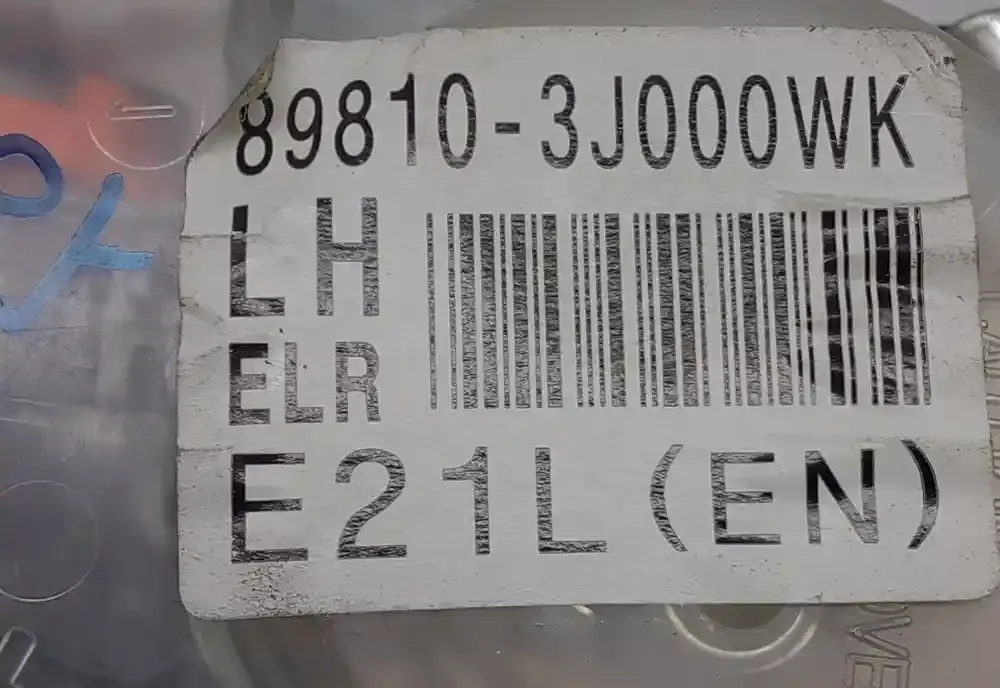 89810-3J000WK
LH
ELR
E21L(EN)